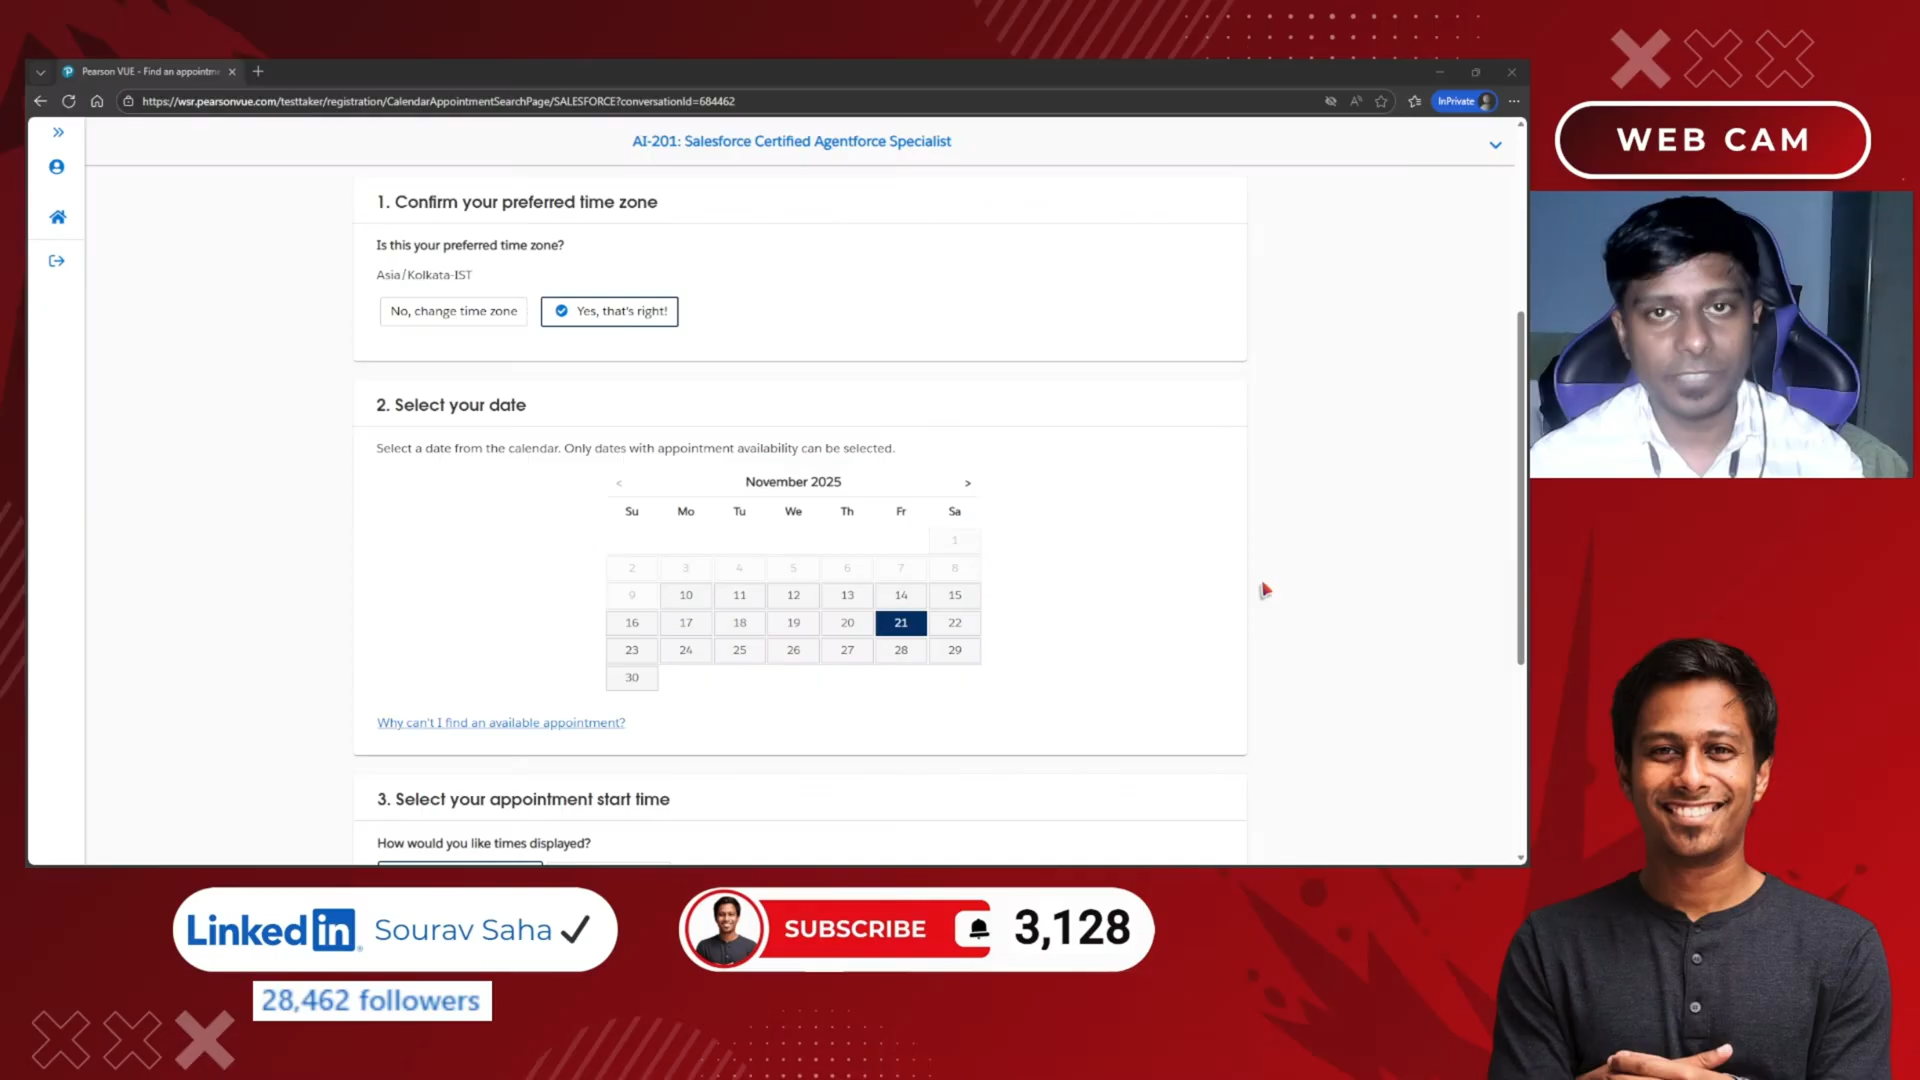 Pearson VUE - Find an appointme
https://wsr.pearsonvue.com/testtaker/registration/CalendarAppointmentSearchPage/SALESFORCE?conversationId=684462
InPrivate
AI-201: Salesforce Certified Agentforce Specialist
1. Confirm your preferred time zone
Is this your preferred time zone?
Asia/Kolkata-IST
No, change time zone
Yes, that's right!
2. Select your date
Select a date from the calendar. Only dates with appointment availability can be selected.
< November 2025 >
Su Mo Tu We Th Fr Sa
1
2 3 4 5 6 7 8
9 10 11 12 13 14 15
16 17 18 19 20 21 22
23 24 25 26 27 28 29
30
Why can't I find an available appointment?
3. Select your appointment start time
How would you like times displayed?
WEB CAM
LinkedIn Sourav Saha
28,462 followers
SUBSCRIBE
3,128